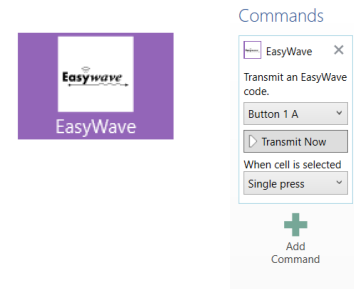 Commands
Easywave
EasyWave
EasyWave
Transmit an EasyWave
code.
Button 1 A
Transmit Now
When cell is selected
Single press
Add
Command